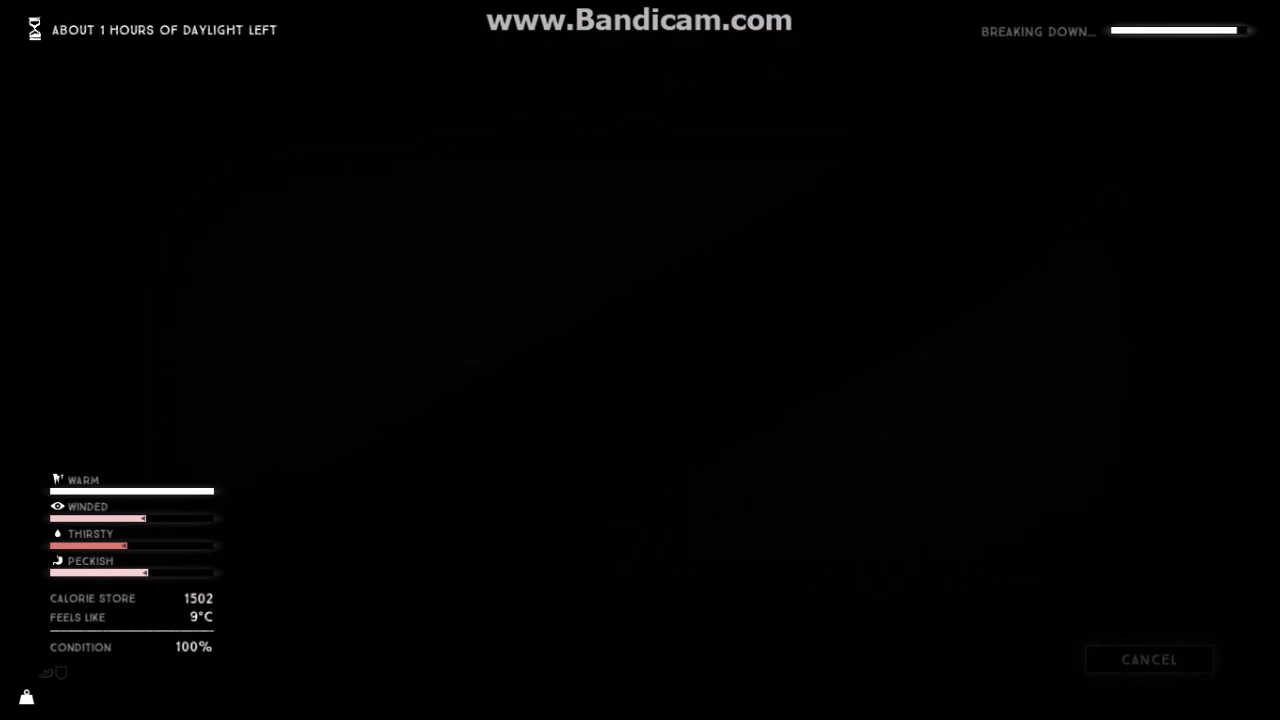 www.Bandicam.com
ABOUT 1 HOURS OF DAYLIGHT LEFT
BREAKING DOWN...
WARM
WINDED
THIRSTY
PECKISH
CALORIE STORE 1502
FEELS LIKE 9°C
CONDITION 100%
CANCEL